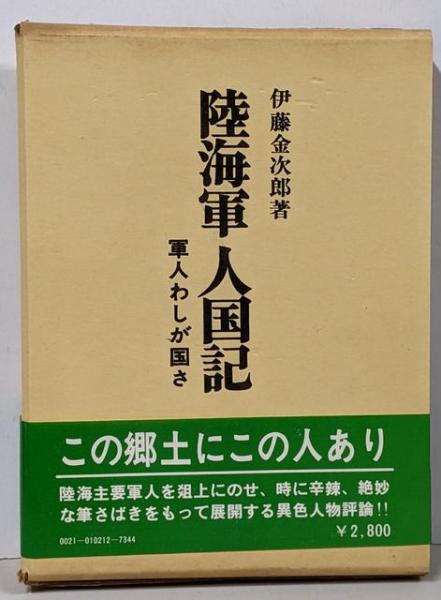 伊藤金次郎著
陸海軍人国記
軍人わしが国さ
この郷土にこの人あり
陸海主要軍人を俎上にのせ、時に辛辣、絶妙
な筆さばきをもって展開する異色人物評論!!
¥2,800
0021-010212-7344